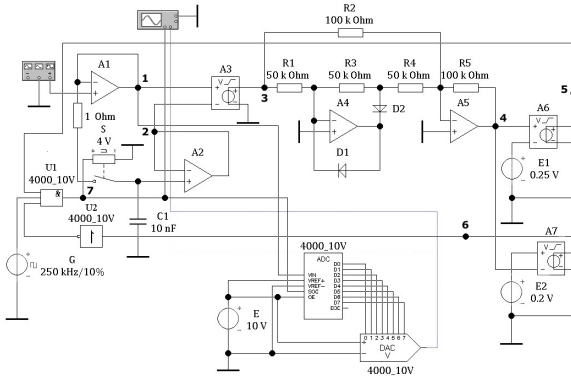 R2
100 k Ohm
A1
1
A3
3
R1
50 k Ohm
R3
50 k Ohm
R4
50 k Ohm
R5
100 k Ohm
5
A4
D2
A5
4
A6
1 Ohm
2
S
4 V
A2
D1
E1
0.25 V
U1
4000_10V
&
7
U2
4000_10V
1
C1
10 nF
6
A7
G
250 kHz/10%
4000_10V
ADC
VIN
VREF+
VREF-
SOC
OE
D0
D1
D2
D3
D4
D5
D6
D7
EOC
E
10 V
E2
0.2 V
0 1 2 3 4 5 6 7
+
DAC
−
V
4000_10V